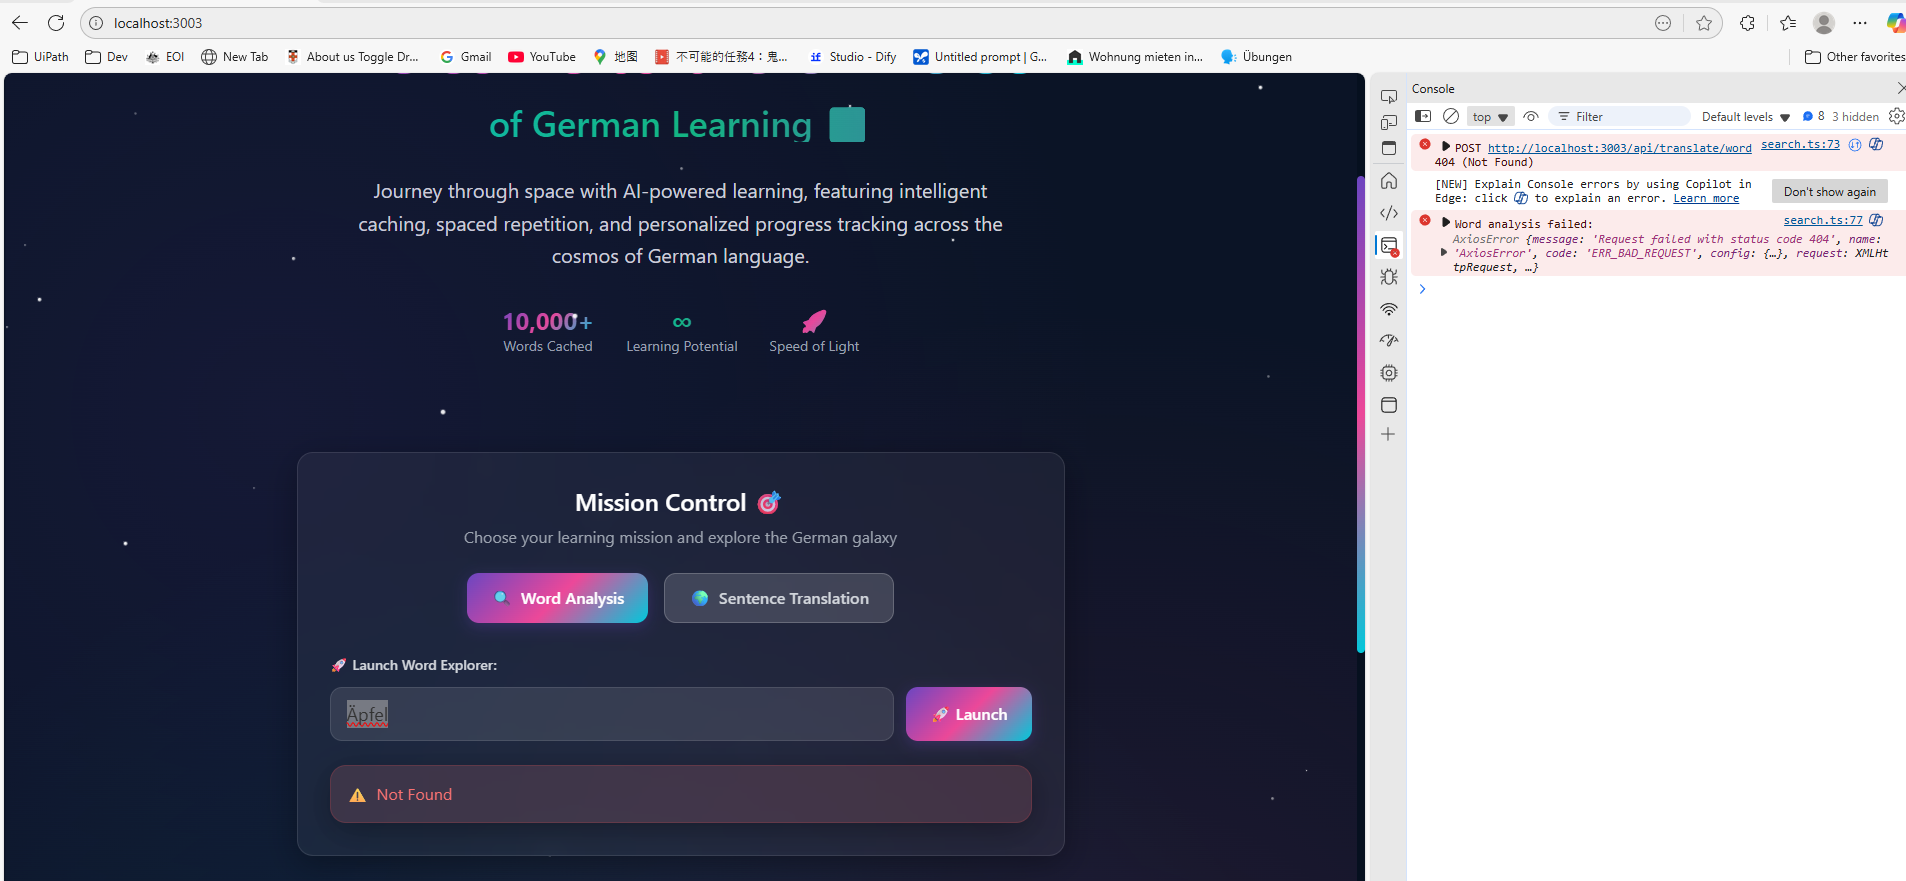 localhost:3003
UiPath
Dev
EOI
New Tab
About us Toggle Dr...
Gmail
YouTube
地图
不可能的任務4：鬼...
Studio - Dify
Untitled prompt | G...
Wohnung mieten in...
Übungen
Other favorites
of German Learning
Journey through space with AI-powered learning, featuring intelligent
caching, spaced repetition, and personalized progress tracking across the
cosmos of German language.
10,000+
∞
Words Cached
Learning Potential
Speed of Light
Mission Control 🎯
Choose your learning mission and explore the German galaxy
🔍 Word Analysis
🌍 Sentence Translation
🚀 Launch Word Explorer:
Äpfel
🚀 Launch
⚠️ Not Found
Console
top
Filter
Default levels
8
3 hidden
POST http://localhost:3003/api/translate/word search.ts:73
404 (Not Found)
[NEW] Explain Console errors by using Copilot in
Edge: click to explain an error. Learn more
Don't show again
Word analysis failed: search.ts:77
AxiosError {message: 'Request failed with status code 404', name:
'AxiosError', code: 'ERR_BAD_REQUEST', config: {…}, request: XMLHt
tpRequest, …}